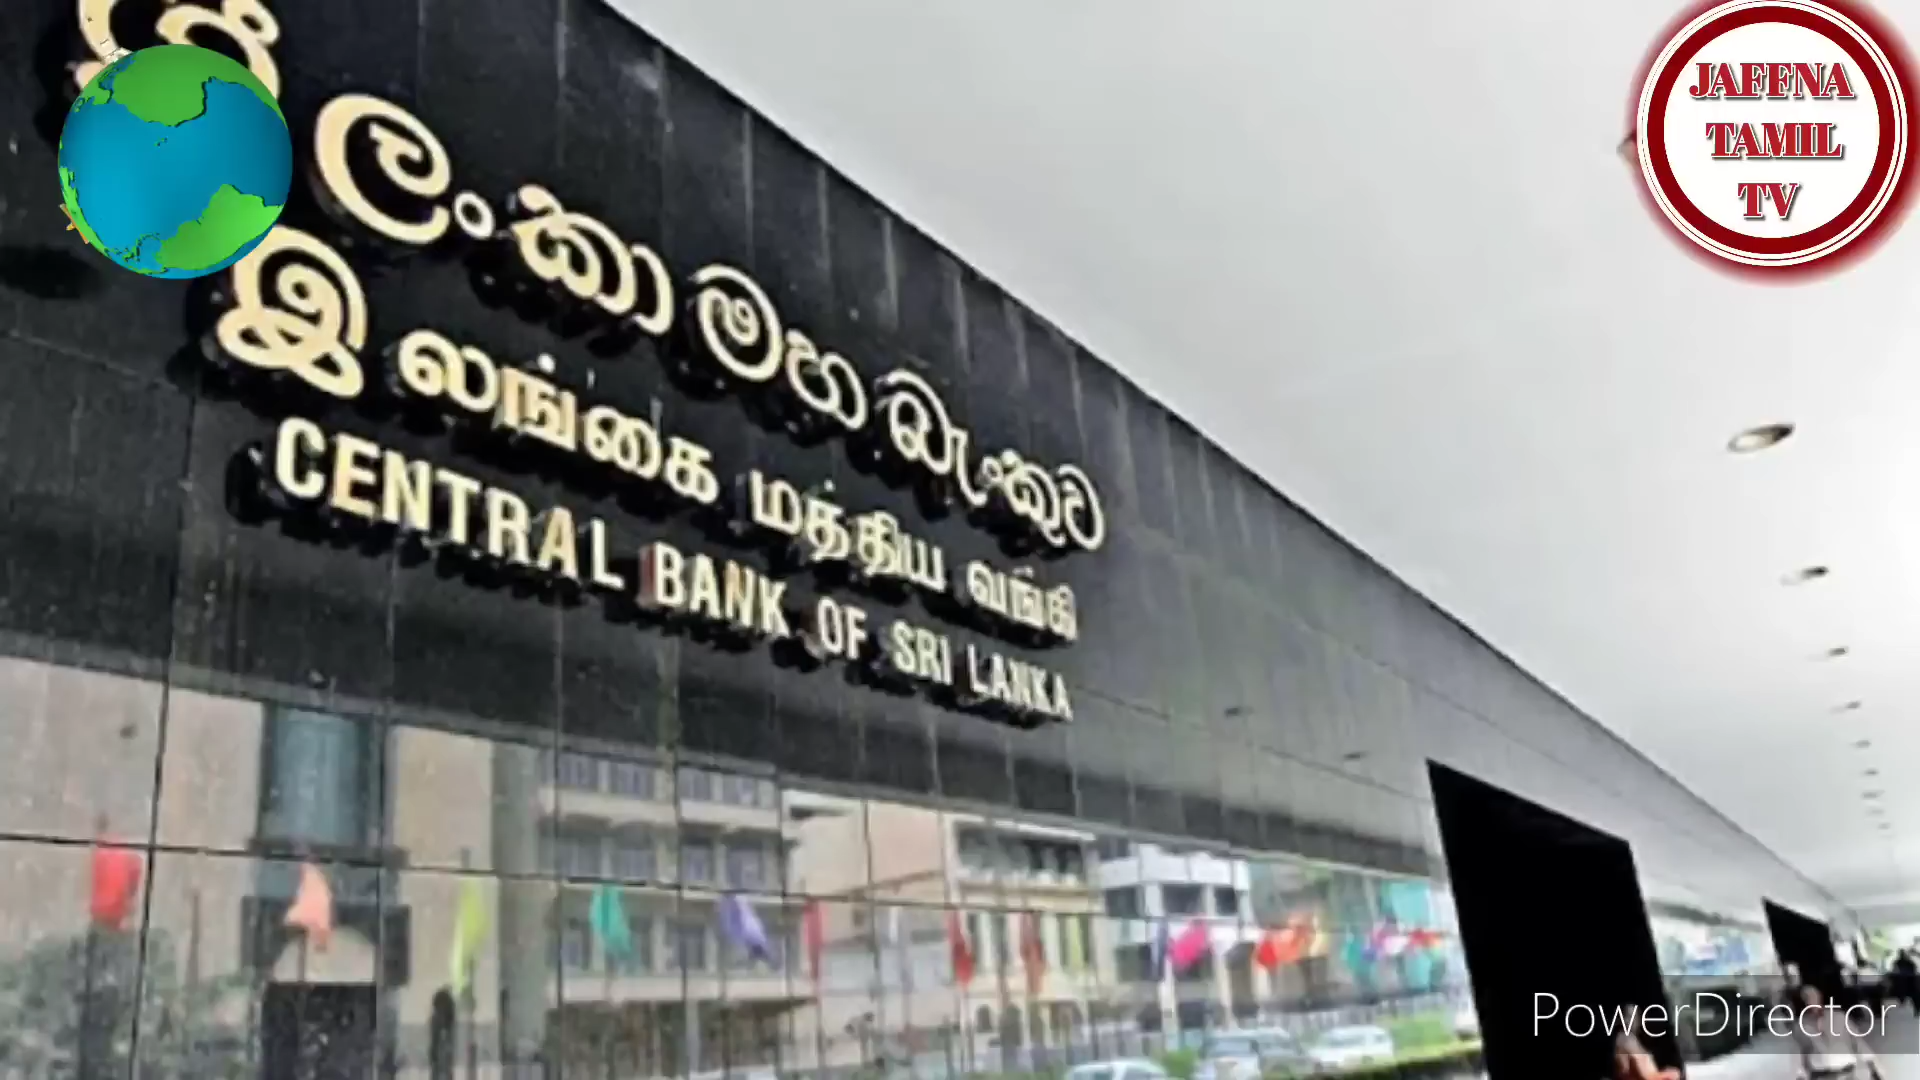 ශ්‍රී ලංකා මහ බැංකුව
இலங்கை மத்திய வங்கி
CENTRAL BANK OF SRI LANKA
JAFFNA
TAMIL
TV
PowerDirector